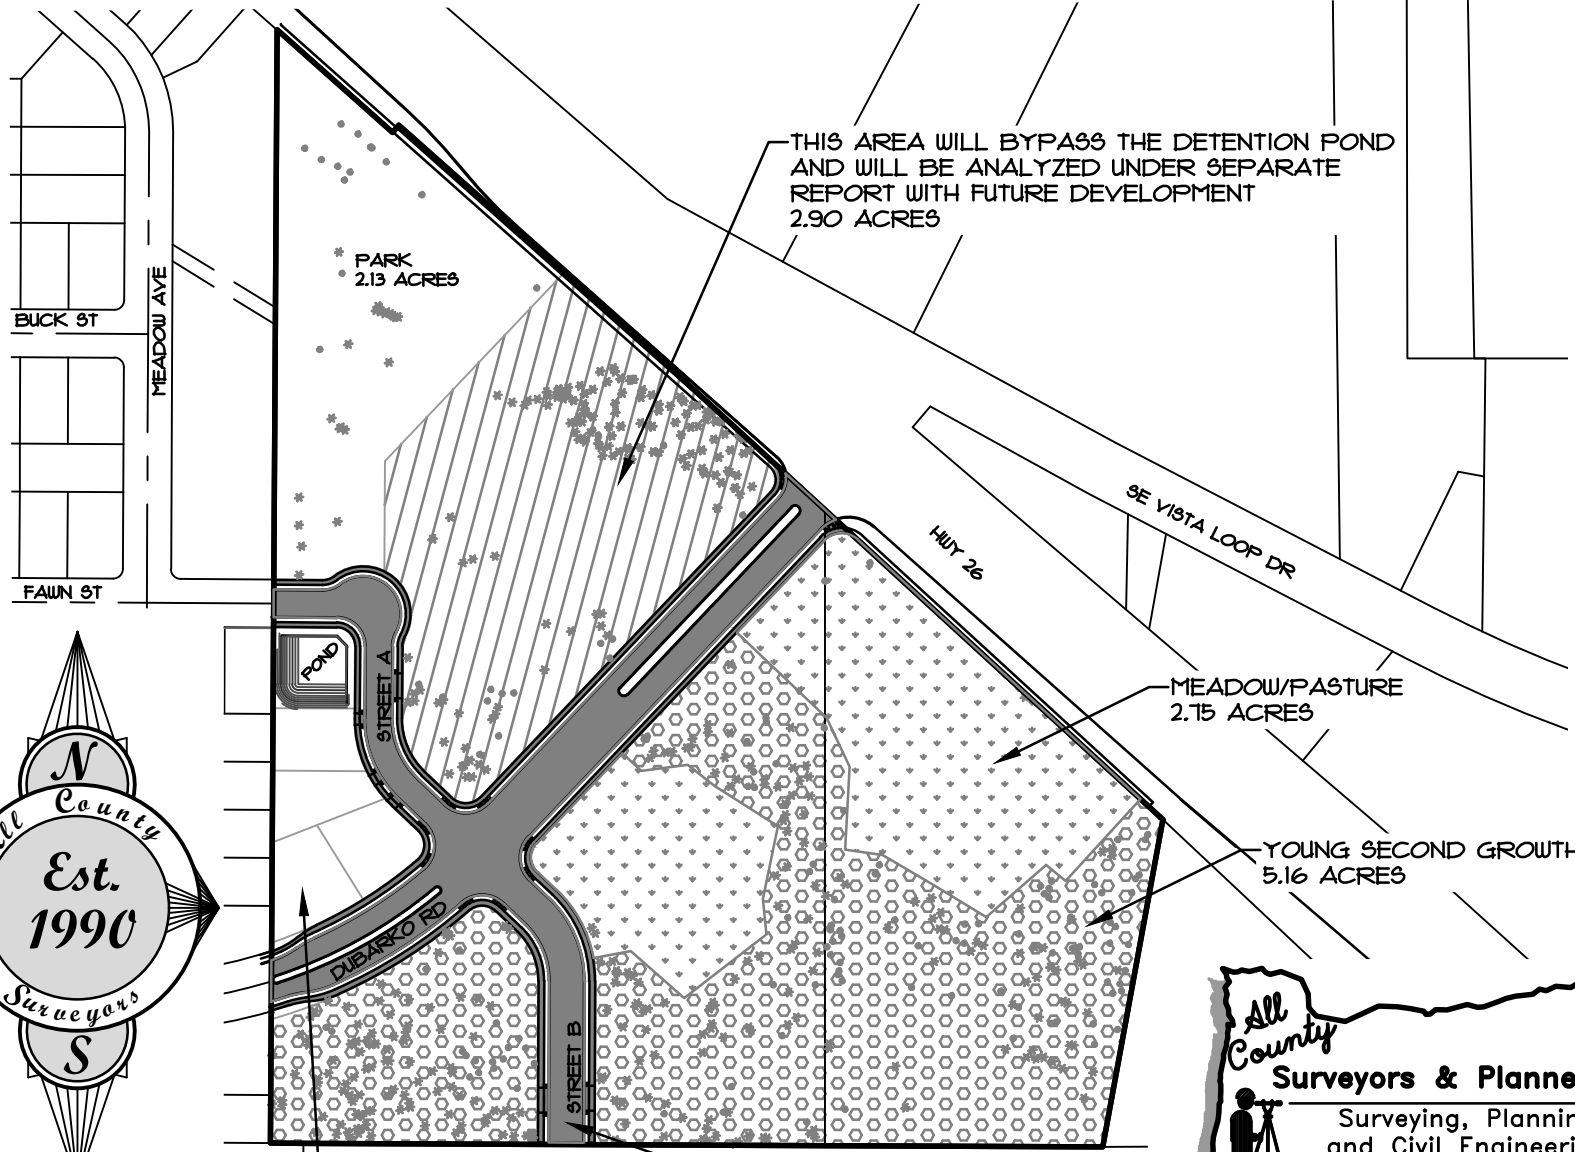 THIS AREA WILL BYPASS THE DETENTION POND
AND WILL BE ANALYZED UNDER SEPARATE
REPORT WITH FUTURE DEVELOPMENT
2.90 ACRES
PARK
2.13 ACRES
BUCK ST
MEADOW AVE
FAWN ST
SE VISTA LOOP DR
HWY 26
POND
STREET A
MEADOW/PASTURE
2.75 ACRES
YOUNG SECOND GROWTH
5.16 ACRES
DUBARKO RD
STREET B
N
County
Est.
1990
Surveyors
S
All
County
Surveyors &
Surveying,
and Civil